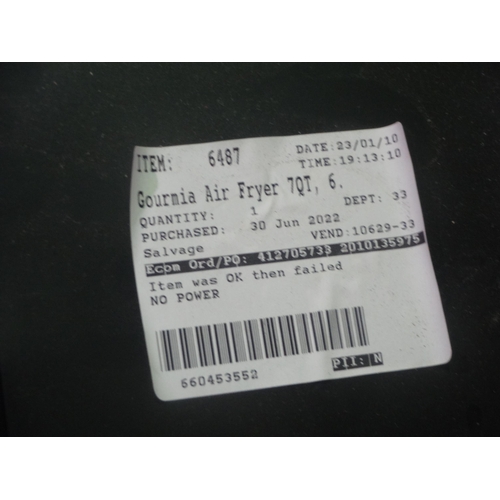 ITEM: 6487 DATE:23/01/10
TIME:19:13:10
Gourmia Air Fryer 7QT, 6.
QUANTITY: 1 DEPT: 33
PURCHASED: 30 Jun 2022
Salvage VEND:10629-33
Ecom Ord/PO: 412705733 2010135975
Item was OK then failed
NO POWER
PII: N
660453552